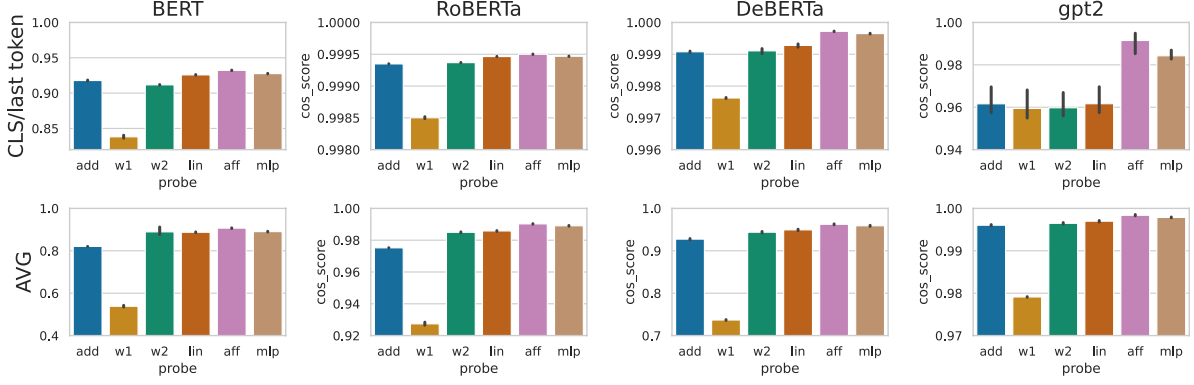 BERT RoBERTa DeBERTa gpt2
CLS/last token
1.00
0.95
0.90
0.85
add w1 w2 lin aff mlp
probe
cos_score
1.0000
0.9995
0.9990
0.9985
0.9980
add w1 w2 lin aff mlp
probe
cos_score
1.000
0.999
0.998
0.997
0.996
add w1 w2 lin aff mlp
probe
cos_score
1.00
0.98
0.96
0.94
add w1 w2 lin aff mlp
probe
AVG
1.0
0.8
0.6
0.4
add w1 w2 lin aff mlp
probe
cos_score
1.00
0.98
0.96
0.94
0.92
add w1 w2 lin aff mlp
probe
cos_score
1.0
0.9
0.8
0.7
add w1 w2 lin aff mlp
probe
cos_score
1.00
0.99
0.98
0.97
add w1 w2 lin aff mlp
probe